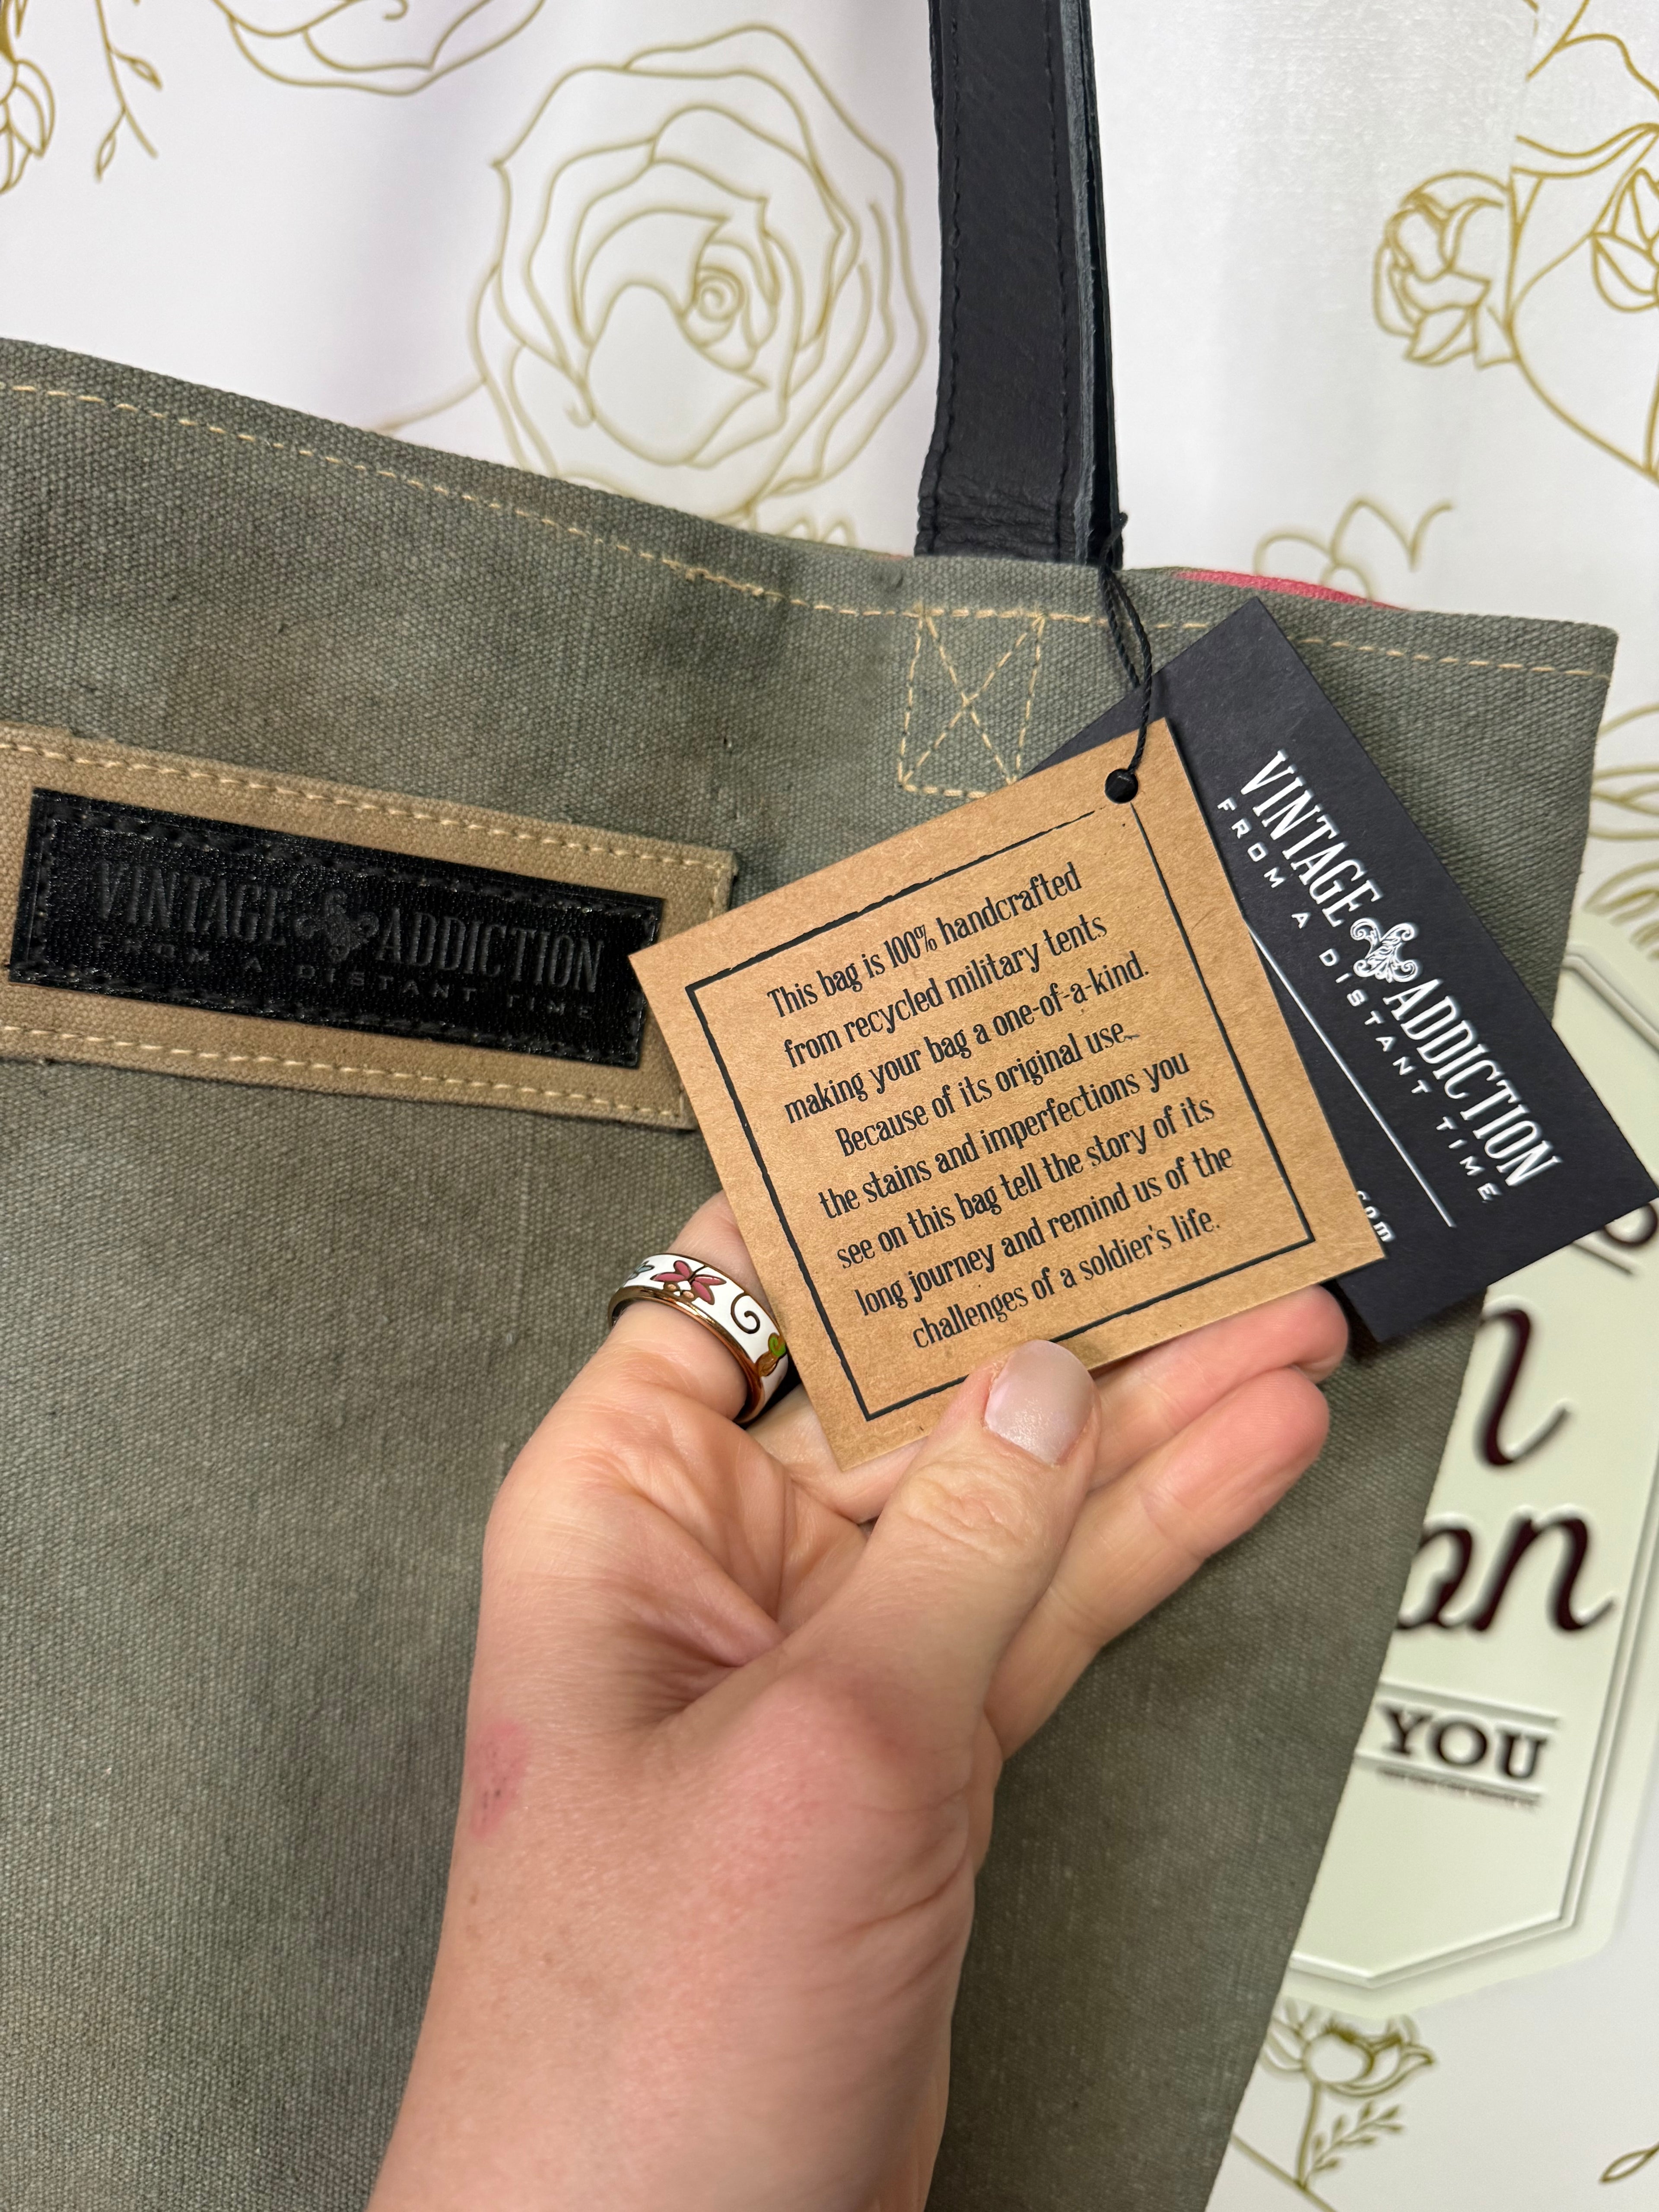 VINTAGE ADDICTION
FROM A DISTANT TIME
This bag is 100% handcrafted
from recycled military tents
making your bag a one-of-a-kind.
Because of its original use,
the stains and imperfections you
see on this bag tell the story of its
long journey and remind us of the
challenges of a soldier's life.
VINTAGE ADDICTION
FROM A DISTANT TIME
.com
YOU